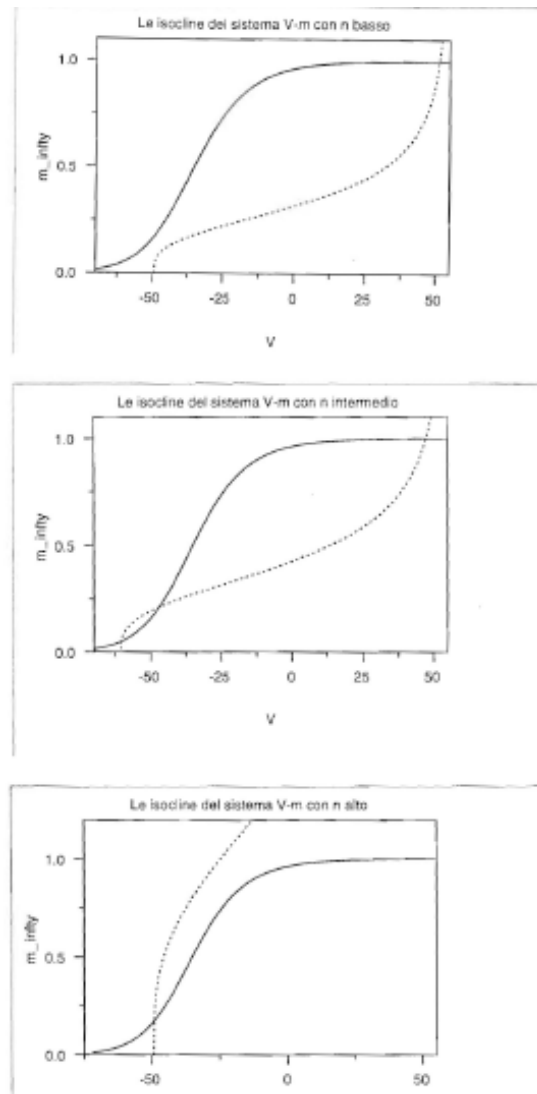 Le isocline del sistema V-m con n basso
1.0
m_infty
0.5
0.0
-50 -25 0 25 50
V
Le isocline del sistema V-m con n intermedio
1.0
m_infty
0.5
0.0
-50 -25 0 25 50
V
Le isocline del sistema V-m con n alto
1.0
m_infty
0.5
0.0
-50 0 50